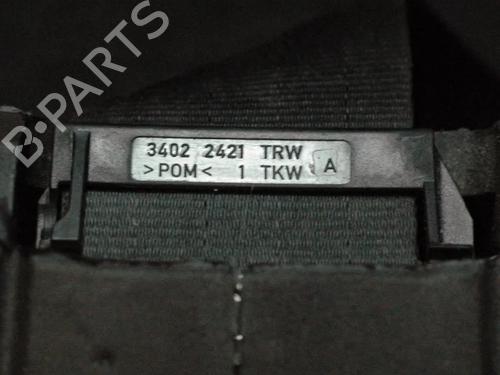 B-PARTS
3402 2421 TRW
>POM< 1 TKW A